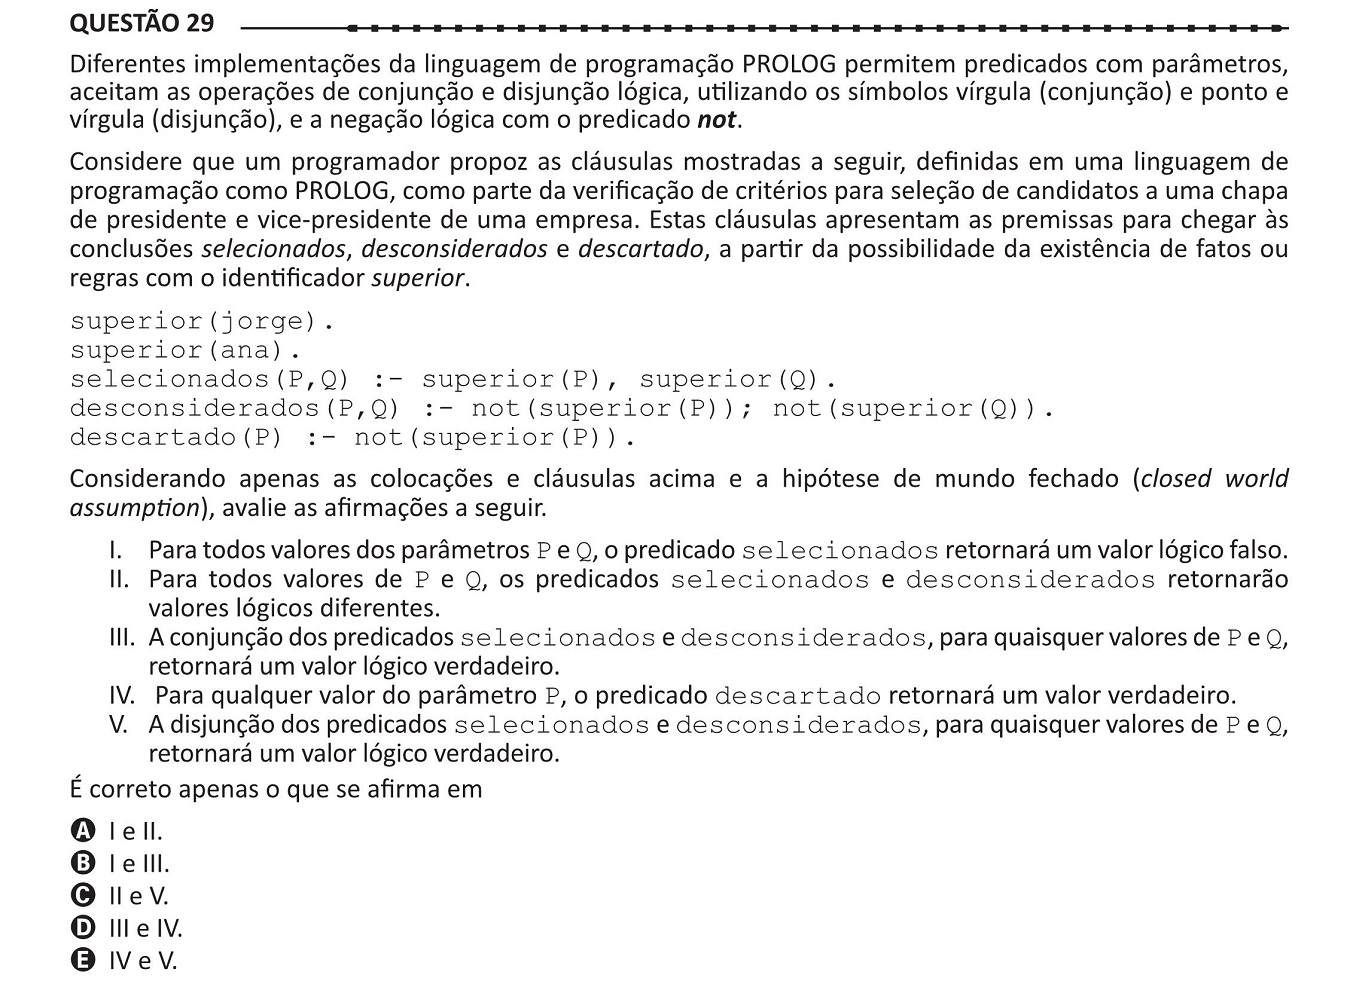 QUESTÃO 29
Diferentes implementações da linguagem de programação PROLOG permitem predicados com parâmetros,
aceitam as operações de conjunção e disjunção lógica, utilizando os símbolos vírgula (conjunção) e ponto e
vírgula (disjunção), e a negação lógica com o predicado not.
Considere que um programador propoz as cláusulas mostradas a seguir, definidas em uma linguagem de
programação como PROLOG, como parte da verificação de critérios para seleção de candidatos a uma chapa
de presidente e vice-presidente de uma empresa. Estas cláusulas apresentam as premissas para chegar às
conclusões selecionados, desconsiderados e descartado, a partir da possibilidade da existência de fatos ou
regras com o identificador superior.
superior(jorge).
superior(ana).
selecionados(P,Q) :- superior(P), superior(Q).
desconsiderados(P,Q) :- not(superior(P)); not(superior(Q)).
descartado(P) :- not(superior(P)).
Considerando apenas as colocações e cláusulas acima e a hipótese de mundo fechado (closed world
assumption), avalie as afirmações a seguir.
I. Para todos valores dos parâmetros P e Q, o predicado selecionados retornará um valor lógico falso.
II. Para todos valores de P e Q, os predicados selecionados e desconsiderados retornarão
valores lógicos diferentes.
III. A conjunção dos predicados selecionados e desconsiderados, para quaisquer valores de P e Q,
retornará um valor lógico verdadeiro.
IV. Para qualquer valor do parâmetro P, o predicado descartado retornará um valor verdadeiro.
V. A disjunção dos predicados selecionados e desconsiderados, para quaisquer valores de P e Q,
retornará um valor lógico verdadeiro.
É correto apenas o que se afirma em
A I e II.
B I e III.
C II e V.
D III e IV.
E IV e V.